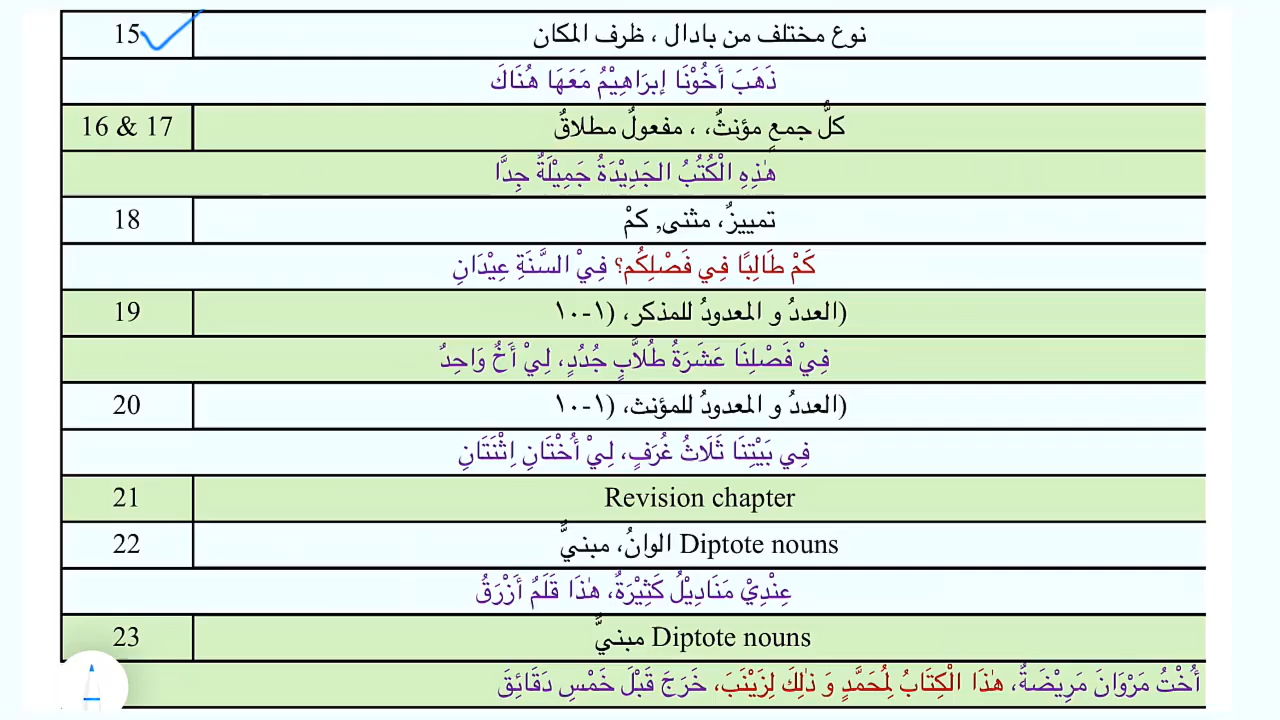 15 نوع مختلف من بادال ، ظرف المكان
ذَهَبَ أَخُوْنَا إبرَاهِيْمُ مَعَهَا هُنَاكَ
16 & 17 كلُّ جمعٍ مؤنثُ، ، مفعولٌ مطلاقٌ
هٰذِهِ الْكُتُبُ الجَدِيْدَةُ جَمِيْلَةٌ جِدًّا
18 تمييزٌ، مثنى, كمْ
كَمْ طَالِبًا فِي فَصْلِكُم؟ فِيْ السَّنَةِ عِيْدَانِ
19 (العددُ و المعدودُ للمذكر، (١-١٠
فِيْ فَصْلِنَا عَشَرَةُ طُلاَّبٍ جُدُدٍ، لِيْ أَخٌ وَاحِدٌ
20 (العددُ و المعدودُ للمؤنث، (١-١٠
فِي بَيْتِنَا ثَلَاثُ غُرَفٍ، لِيْ أُخْتَانِ اِثْنَتَانِ
21 Revision chapter
22 الوانُ، مبنيٌّ Diptote nouns
عِنْدِيْ مَنَادِيْلُ كَثِيْرَةٌ، هٰذَا قَلَمٌ أَزْرَقُ
23 مبنيٌّ Diptote nouns
أُخْتُ مَرْوَانَ مَرِيْضَةٌ، هٰذَا الْكِتَابُ لِمُحَمَّدٍ وَ ذٰلِكَ لِزَيْنَبَ، خَرَجَ قَبْلَ خَمْسِ دَقَائِقَ